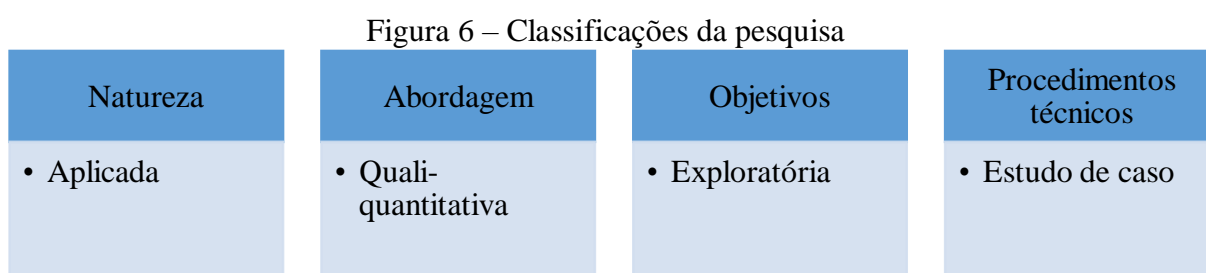 Figura 6 – Classificações da pesquisa
Natureza
• Aplicada
Abordagem
• Quali-
quantitativa
Objetivos
• Exploratória
Procedimentos
técnicos
• Estudo de caso